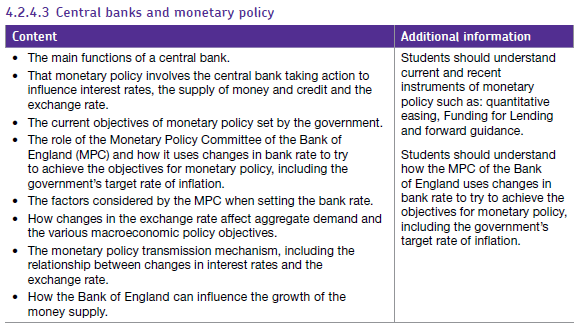 4.2.4.3 Central banks and monetary policy
Content
• The main functions of a central bank.
• That monetary policy involves the central bank taking action to
influence interest rates, the supply of money and credit and the
exchange rate.
• The current objectives of monetary policy set by the government.
• The role of the Monetary Policy Committee of the Bank of
England (MPC) and how it uses changes in bank rate to try
to achieve the objectives for monetary policy, including the
government's target rate of inflation.
• The factors considered by the MPC when setting the bank rate.
• How changes in the exchange rate affect aggregate demand and
the various macroeconomic policy objectives.
• The monetary policy transmission mechanism, including the
relationship between changes in interest rates and the
exchange rate.
• How the Bank of England can influence the growth of the
money supply.
Additional information
Students should understand
current and recent
instruments of monetary
policy such as: quantitative
easing, Funding for Lending
and forward guidance.
Students should understand
how the MPC of the Bank
of England uses changes in
bank rate to try to achieve the
objectives for monetary policy,
including the government's
target rate of inflation.